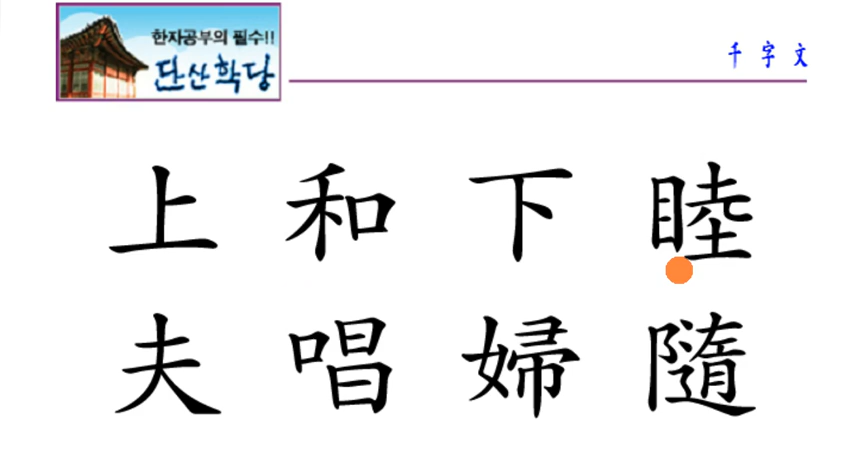 한자공부의 필수!!
단산학당
千字文
上和下睦
夫唱婦隨